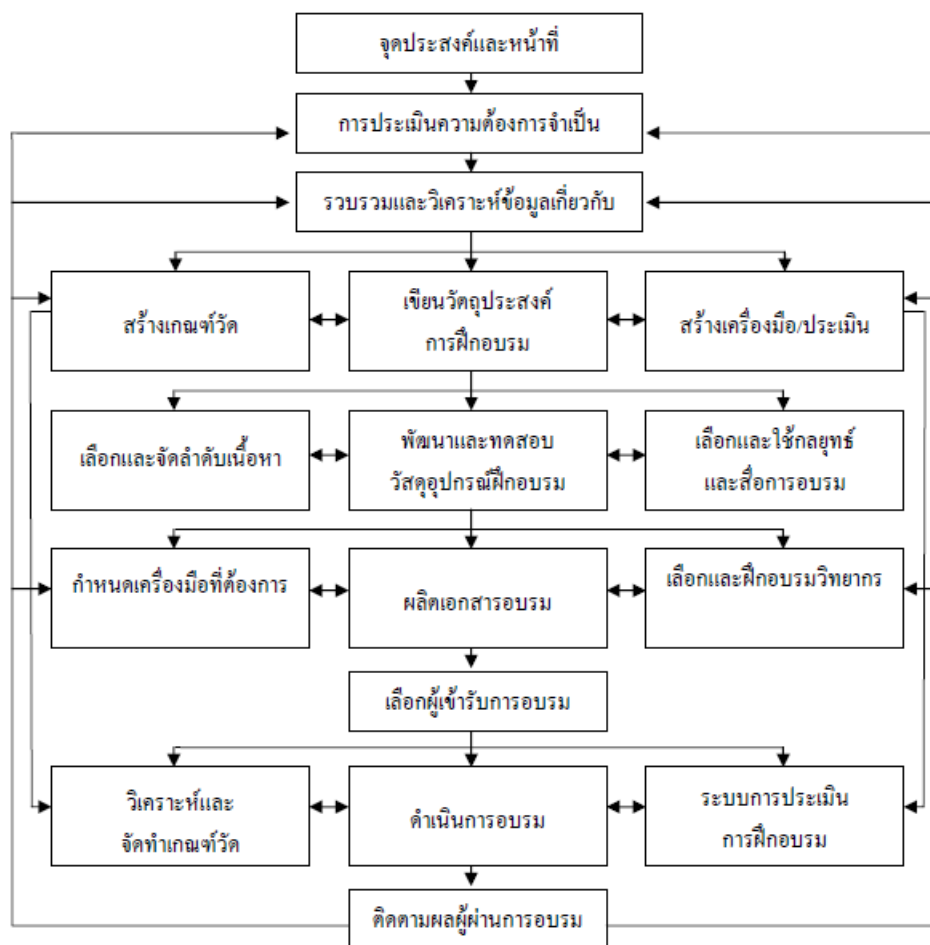 จุดประสงค์และหน้าที่
การประเมินความต้องการจำเป็น
รวบรวมและวิเคราะห์ข้อมูลเกี่ยวกับ
สร้างเกณฑ์วัด
เขียนวัตถุประสงค์
การฝึกอบรม
สร้างเครื่องมือ/ประเมิน
เลือกและจัดลำดับเนื้อหา
พัฒนาและทดสอบ
วัสดุอุปกรณ์ฝึกอบรม
เลือกและใช้กลยุทธ์
และสื่อการอบรม
กำหนดเครื่องมือที่ต้องการ
ผลิตเอกสารอบรม
เลือกและฝึกอบรมวิทยากร
เลือกผู้เข้ารับการอบรม
วิเคราะห์และ
จัดทำเกณฑ์วัด
ดำเนินการอบรม
ระบบการประเมิน
การฝึกอบรม
ติดตามผลผู้ผ่านการอบรม